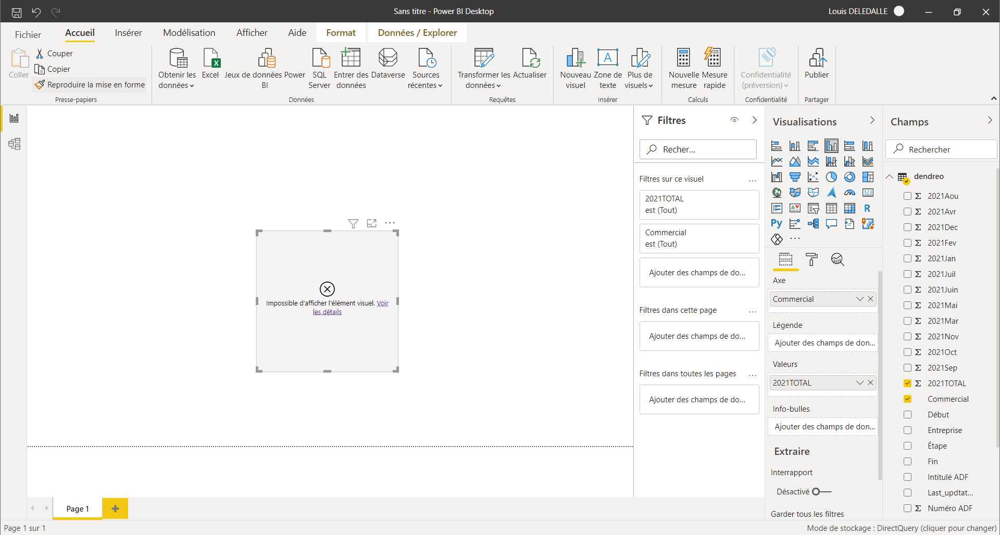 Sans titre - Power BI Desktop
Louis DELEDALLE
Fichier
Accueil
Insérer
Modélisation
Afficher
Aide
Format
Données / Explorer
Coller
Couper
Copier
Reproduire la mise en forme
Presse-papiers
Obtenir les
données
Excel
Jeux de données Power
BI
SQL
Server
Entrer des
données
Dataverse
Sources
récentes
Données
Transformer les
données
Actualiser
Requêtes
Nouveau
visuel
Zone de
texte
Plus de
visuels
Insérer
Nouvelle
mesure
Mesure
rapide
Calculs
Confidentialité
(préversion)
Confidentialité
Publier
Partager
Impossible d'afficher l'élément visuel. Voir
les détails
Filtres
Recher...
Filtres sur ce visuel
2021TOTAL
est (Tout)
Commercial
est (Tout)
Ajouter des champs de do...
Filtres dans cette page
Ajouter des champs de do...
Filtres dans toutes les pages
Ajouter des champs de do...
Visualisations
123
R
Py
Axe
Commercial
Légende
Ajouter des champs de don...
Valeurs
2021TOTAL
Info-bulles
Ajouter des champs de don...
Extraire
Interrapport
Désactivé
Garder tous les filtres
Champs
Rechercher
dendreo
2021Aou
2021Avr
2021Dec
2021Fev
2021Jan
2021Juil
2021Juin
2021Mai
2021Mar
2021Nov
2021Oct
2021Sep
2021TOTAL
Commercial
Début
Entreprise
Étape
Fin
Intitulé ADF
Last_updtat...
Numéro ADF
Page 1
Page 1 sur 1
Mode de stockage : DirectQuery (cliquer pour changer)